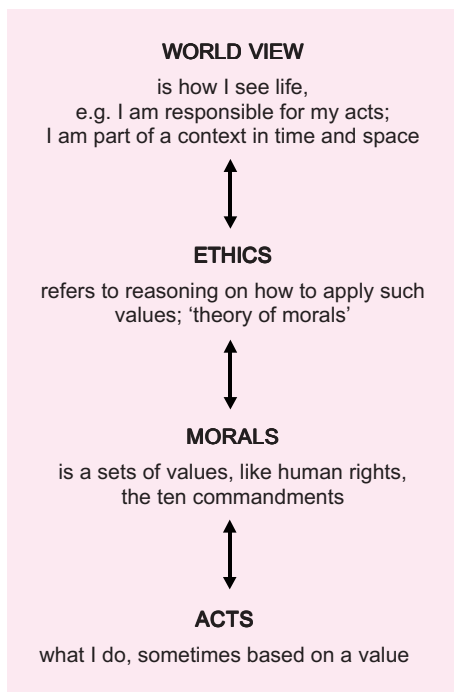 WORLD VIEW
is how I see life,
e.g. I am responsible for my acts;
I am part of a context in time and space
ETHICS
refers to reasoning on how to apply such
values; ‘theory of morals’
MORALS
is a sets of values, like human rights,
the ten commandments
ACTS
what I do, sometimes based on a value